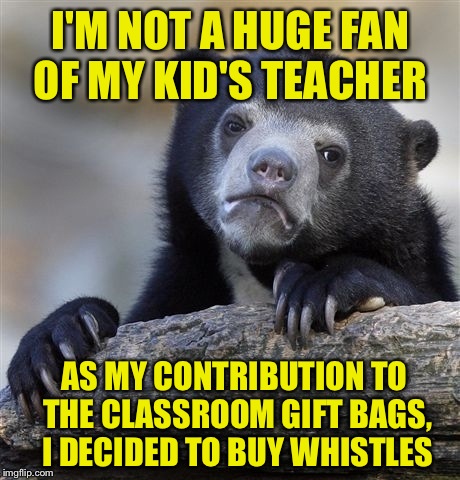 I'M NOT A HUGE FAN
OF MY KID'S TEACHER
AS MY CONTRIBUTION TO
THE CLASSROOM GIFT BAGS,
I DECIDED TO BUY WHISTLES
imgflip.com